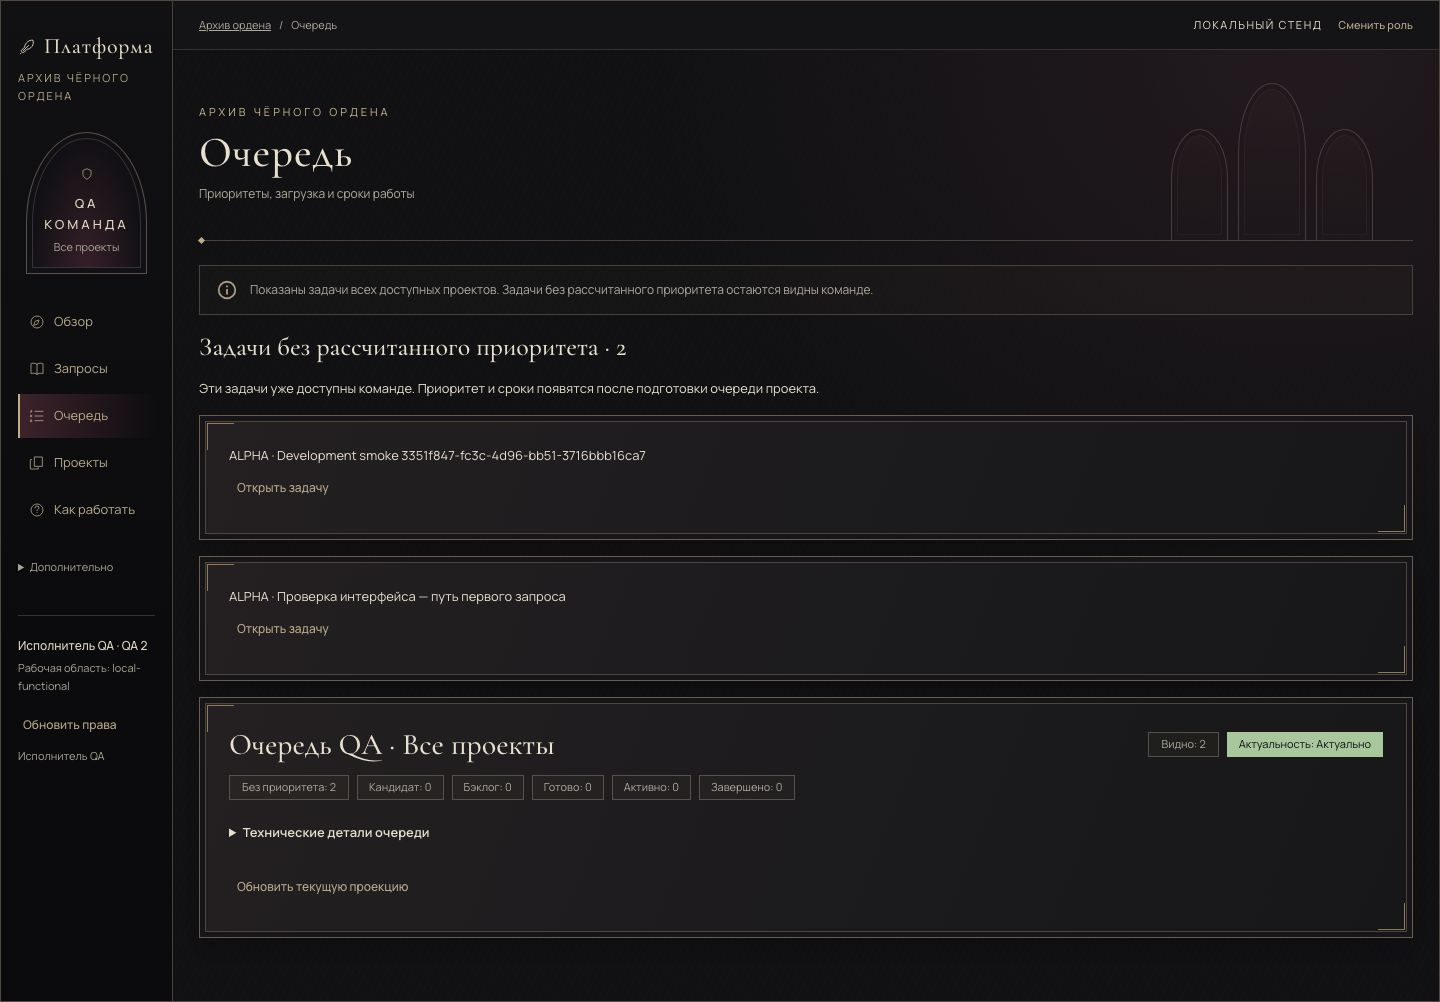 Платформа
АРХИВ ЧЁРНОГО
ОРДЕНА
QA
КОМАНДА
Все проекты
Обзор
Запросы
Очередь
Проекты
Как работать
Дополнительно
Исполнитель QA · QA 2
Рабочая область: local-
functional
Обновить права
Исполнитель QA
Архив ордена / Очередь
ЛОКАЛЬНЫЙ СТЕНД Сменить роль
АРХИВ ЧЁРНОГО ОРДЕНА
Очередь
Приоритеты, загрузка и сроки работы
Показаны задачи всех доступных проектов. Задачи без рассчитанного приоритета остаются видны команде.
Задачи без рассчитанного приоритета · 2
Эти задачи уже доступны команде. Приоритет и сроки появятся после подготовки очереди проекта.
ALPHA · Development smoke 3351f847-fc3c-4d96-bb51-3716bbb16ca7
Открыть задачу
ALPHA · Проверка интерфейса — путь первого запроса
Открыть задачу
Очередь QA · Все проекты
Видно: 2 Актуальность: Актуально
Без приоритета: 2 Кандидат: 0 Бэклог: 0 Готово: 0 Активно: 0 Завершено: 0
Технические детали очереди
Обновить текущую проекцию